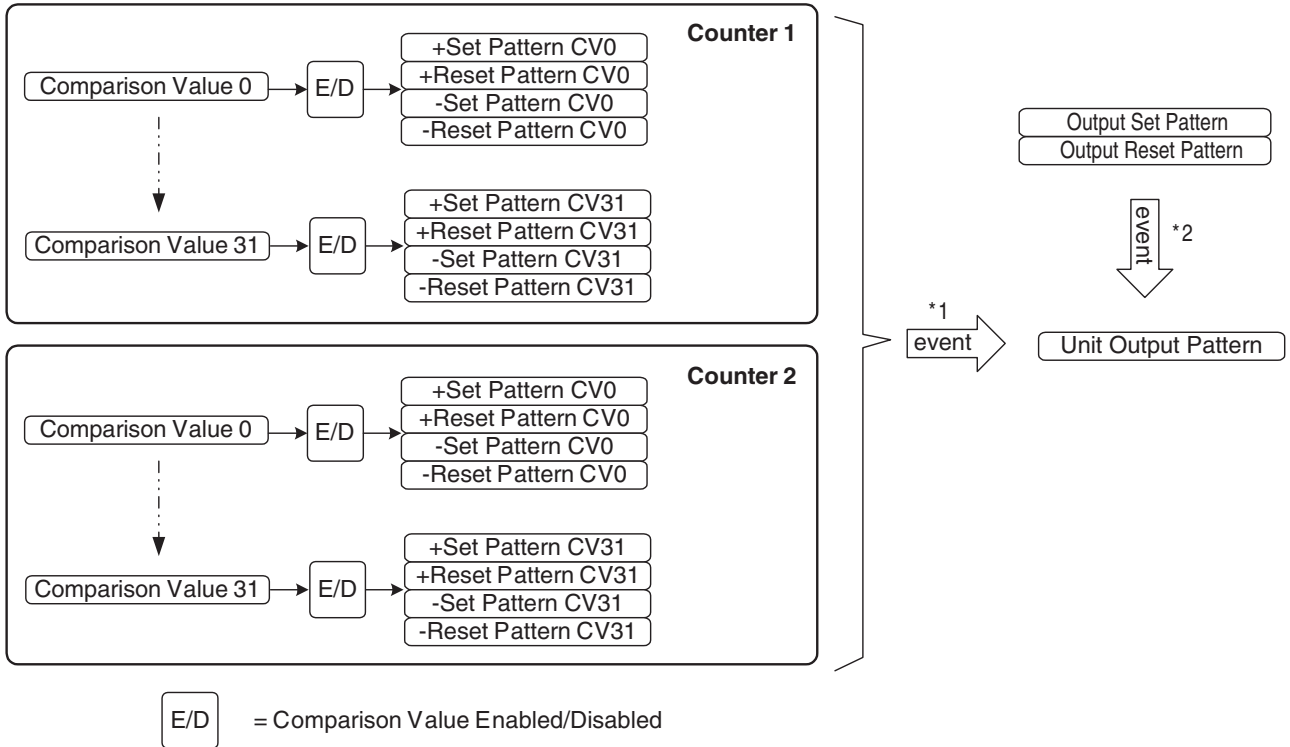 Counter 1
Comparison Value 0
E/D
+Set Pattern CV0
+Reset Pattern CV0
-Set Pattern CV0
-Reset Pattern CV0
Comparison Value 31
E/D
+Set Pattern CV31
+Reset Pattern CV31
-Set Pattern CV31
-Reset Pattern CV31
Counter 2
Comparison Value 0
E/D
+Set Pattern CV0
+Reset Pattern CV0
-Set Pattern CV0
-Reset Pattern CV0
Comparison Value 31
E/D
+Set Pattern CV31
+Reset Pattern CV31
-Set Pattern CV31
-Reset Pattern CV31
*1
event
Output Set Pattern
Output Reset Pattern
event
*2
Unit Output Pattern
E/D = Comparison Value Enabled/Disabled